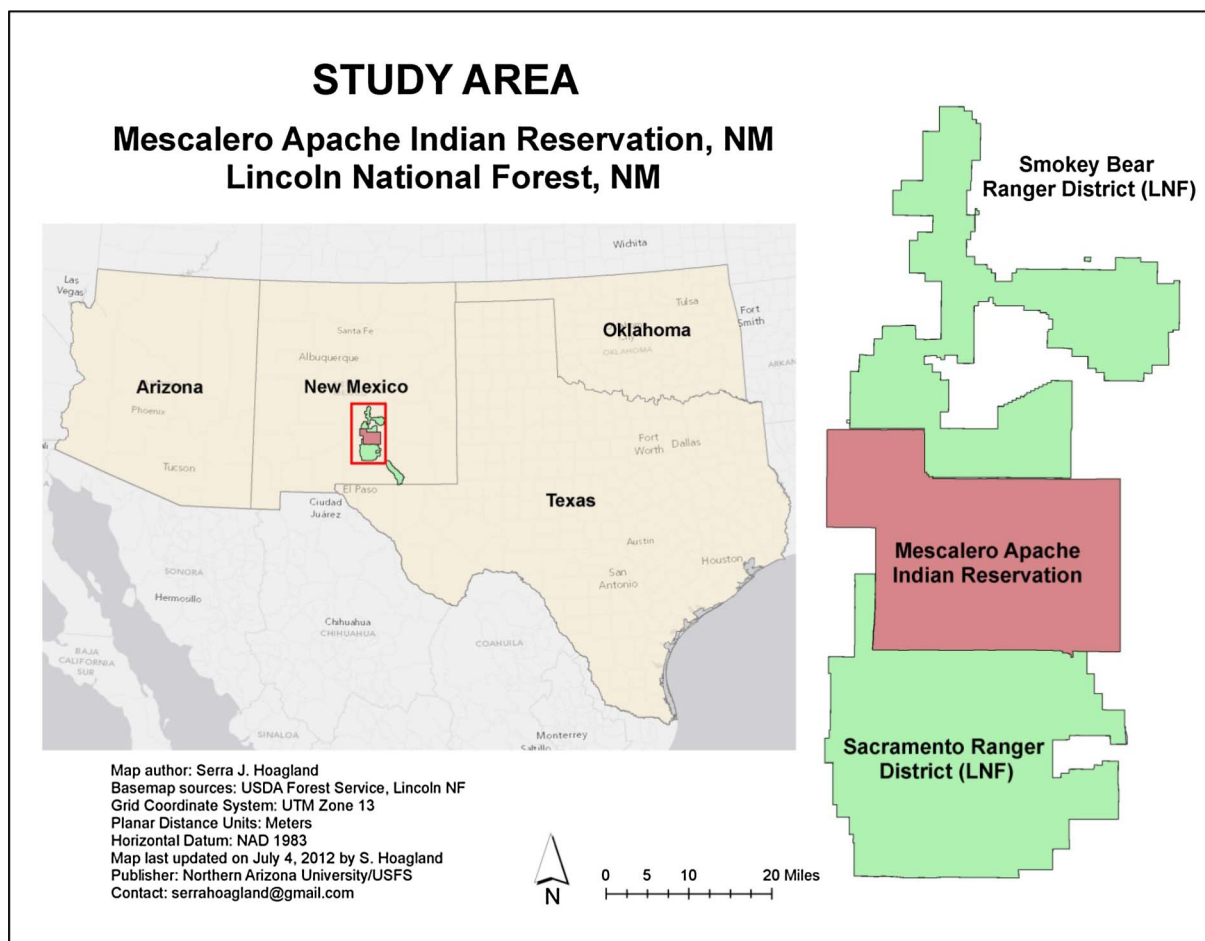 STUDY AREA
Mescalero Apache Indian Reservation, NM
Lincoln National Forest, NM
Smokey Bear
Ranger District (LNF)
Wichita
Las
Vegas
Tulsa
Fort
Smith
Santa Fe
Oklahoma
City
OKLAHOMA
Albuquerque
ARKAN
Arizona
New Mexico
Phoenix
Fort
Worth
Dallas
Tucson
El Paso
Ciudad
Juárez
Texas
Austin
Houston
San
Antonio
SONORA
Hermosillo
Chihuahua
CHIHUAHUA
COAHUILA
BAJA
CALIFORNIA
SUR
SINALOA
Monterrey
Saltillo
Mescalero Apache
Indian Reservation
Sacramento Ranger
District (LNF)
Map author: Serra J. Hoagland
Basemap sources: USDA Forest Service, Lincoln NF
Grid Coordinate System: UTM Zone 13
Planar Distance Units: Meters
Horizontal Datum: NAD 1983
Map last updated on July 4, 2012 by S. Hoagland
Publisher: Northern Arizona University/USFS
Contact: serrahoagland@gmail.com
N
0 5 10 20 Miles